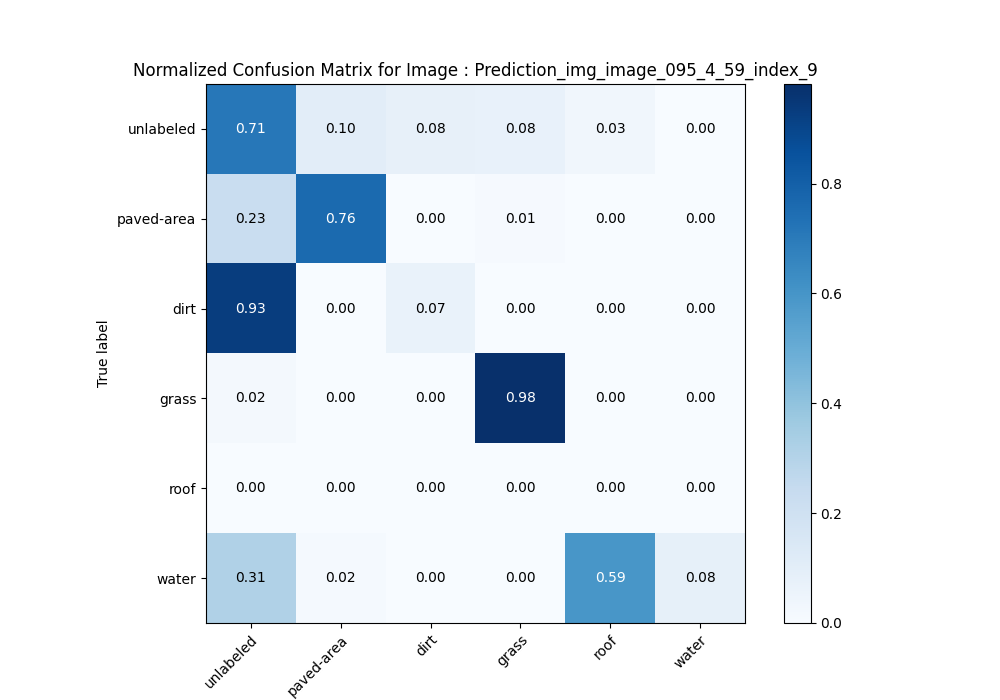 Normalized Confusion Matrix for Image : Prediction_img_image_095_4_59_index_9
unlabeled 0.71 0.10 0.08 0.08 0.03 0.00
paved-area 0.23 0.76 0.00 0.01 0.00 0.00
dirt 0.93 0.00 0.07 0.00 0.00 0.00
grass 0.02 0.00 0.00 0.98 0.00 0.00
roof 0.00 0.00 0.00 0.00 0.00 0.00
water 0.31 0.02 0.00 0.00 0.59 0.08
True label
unlabeled paved-area dirt grass roof water
0.8
0.6
0.4
0.2
0.0